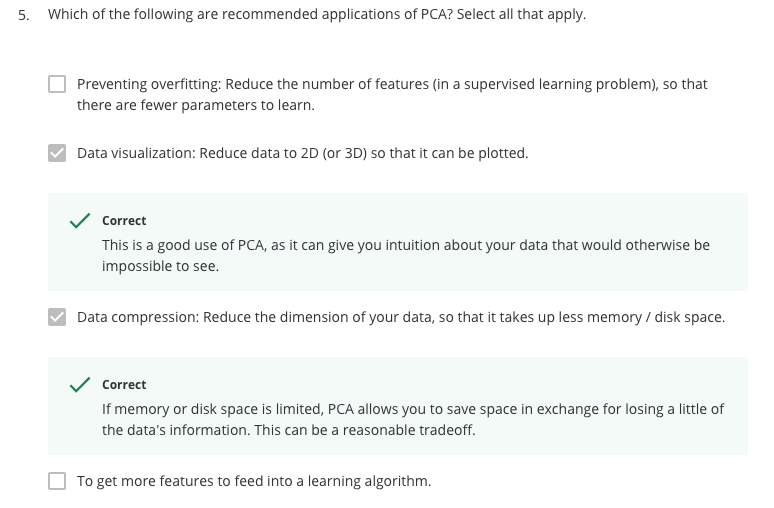 5. Which of the following are recommended applications of PCA? Select all that apply.
Preventing overfitting: Reduce the number of features (in a supervised learning problem), so that
there are fewer parameters to learn.
Data visualization: Reduce data to 2D (or 3D) so that it can be plotted.
Correct
This is a good use of PCA, as it can give you intuition about your data that would otherwise be
impossible to see.
Data compression: Reduce the dimension of your data, so that it takes up less memory / disk space.
Correct
If memory or disk space is limited, PCA allows you to save space in exchange for losing a little of
the data's information. This can be a reasonable tradeoff.
To get more features to feed into a learning algorithm.